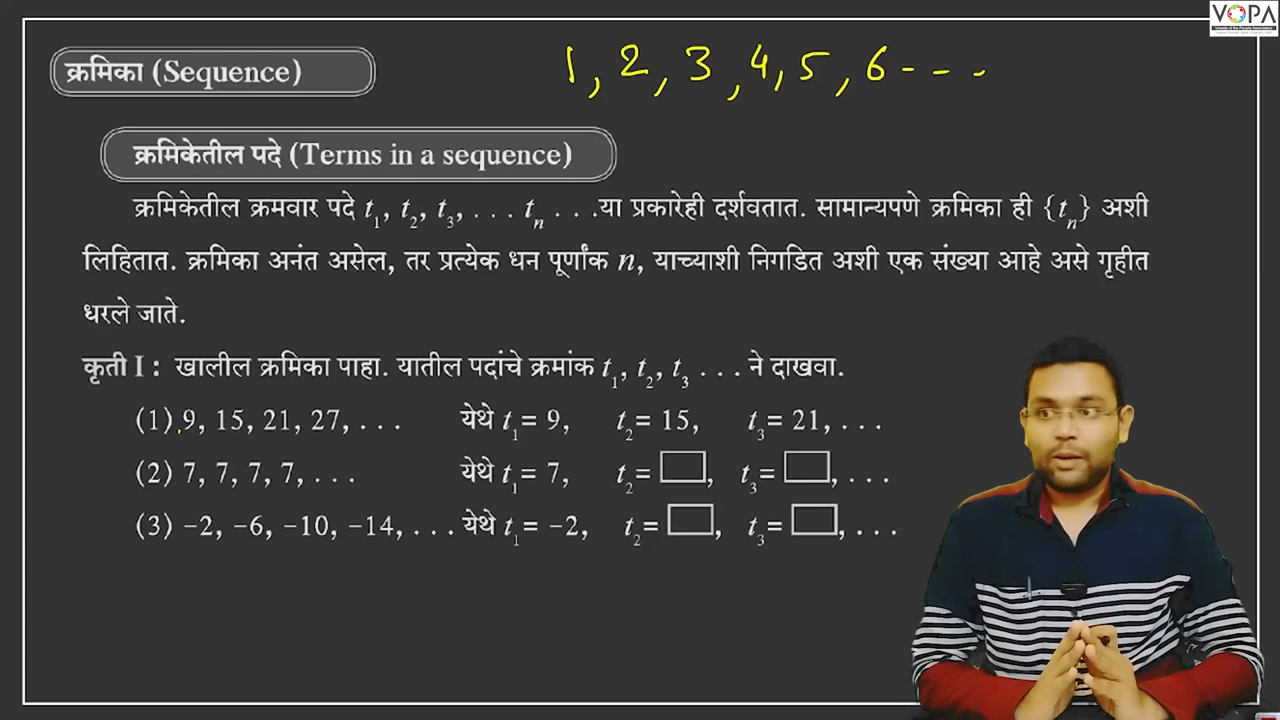 VOPA
क्रमिका (Sequence)
1, 2, 3, 4, 5, 6 - - - .
क्रमिकेतील पदे (Terms in a sequence)
क्रमिकेतील क्रमवार पदे t₁, t₂, t₃, . . . tₙ . . .या प्रकारेही दर्शवतात. सामान्यपणे क्रमिका ही {tₙ} अशी
लिहितात. क्रमिका अनंत असेल, तर प्रत्येक धन पूर्णांक n, याच्याशी निगडित अशी एक संख्या आहे असे गृहीत
धरले जाते.
कृती I : खालील क्रमिका पाहा. यातील पदांचे क्रमांक t₁, t₂, t₃ . . . ने दाखवा.
(1) 9, 15, 21, 27, . . . येथे t₁ = 9, t₂ = 15, t₃ = 21, . . .
(2) 7, 7, 7, 7, . . . येथे t₁ = 7, t₂ = □, t₃ = □, . . .
(3) -2, -6, -10, -14, . . . येथे t₁ = -2, t₂ = □, t₃ = □, . . .